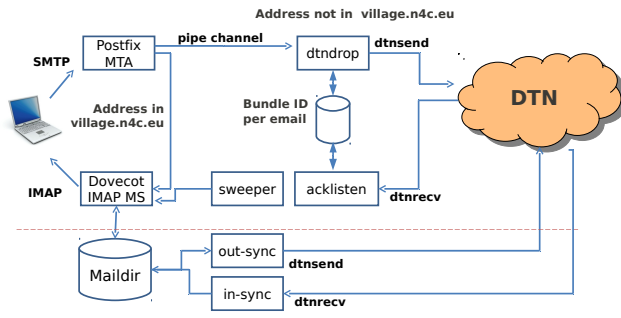 Address not in village.n4c.eu
Postfix
MTA
pipe channel
dtndrop
dtnsend
SMTP
DTN
Address in
village.n4c.eu
Bundle ID
per email
IMAP
Dovecot
IMAP MS
sweeper
acklisten
dtnrecv
Maildir
out-sync
dtnsend
in-sync
dtnrecv